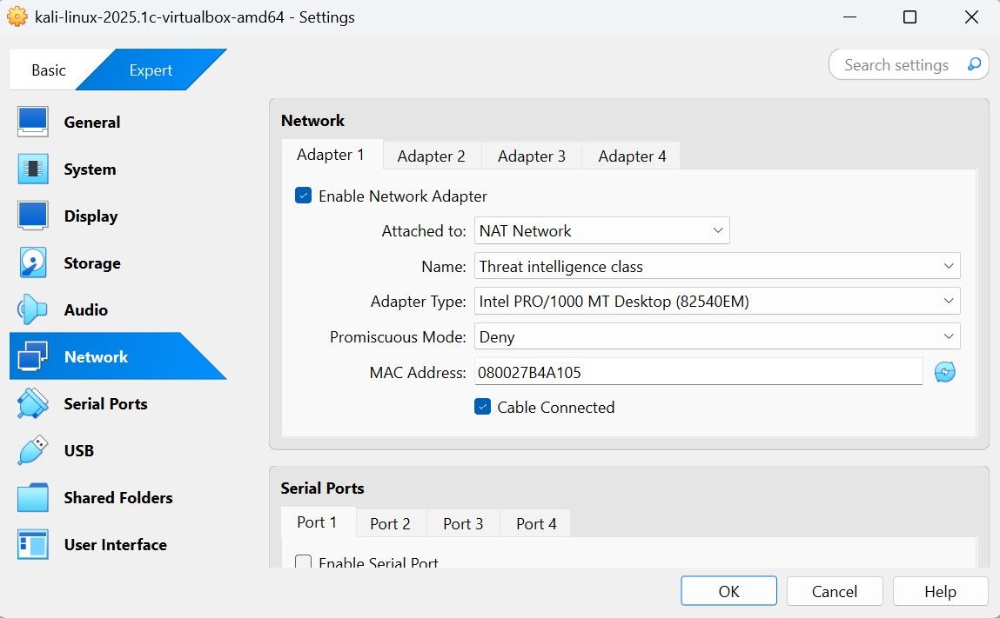 kali-linux-2025.1c-virtualbox-amd64 - Settings
Basic
Expert
Search settings
General
System
Display
Storage
Audio
Network
Serial Ports
USB
Shared Folders
User Interface
Network
Adapter 1
Adapter 2
Adapter 3
Adapter 4
Enable Network Adapter
Attached to: NAT Network
Name: Threat intelligence class
Adapter Type: Intel PRO/1000 MT Desktop (82540EM)
Promiscuous Mode: Deny
MAC Address: 080027B4A105
Cable Connected
Serial Ports
Port 1
Port 2
Port 3
Port 4
Enable Serial Port
OK
Cancel
Help